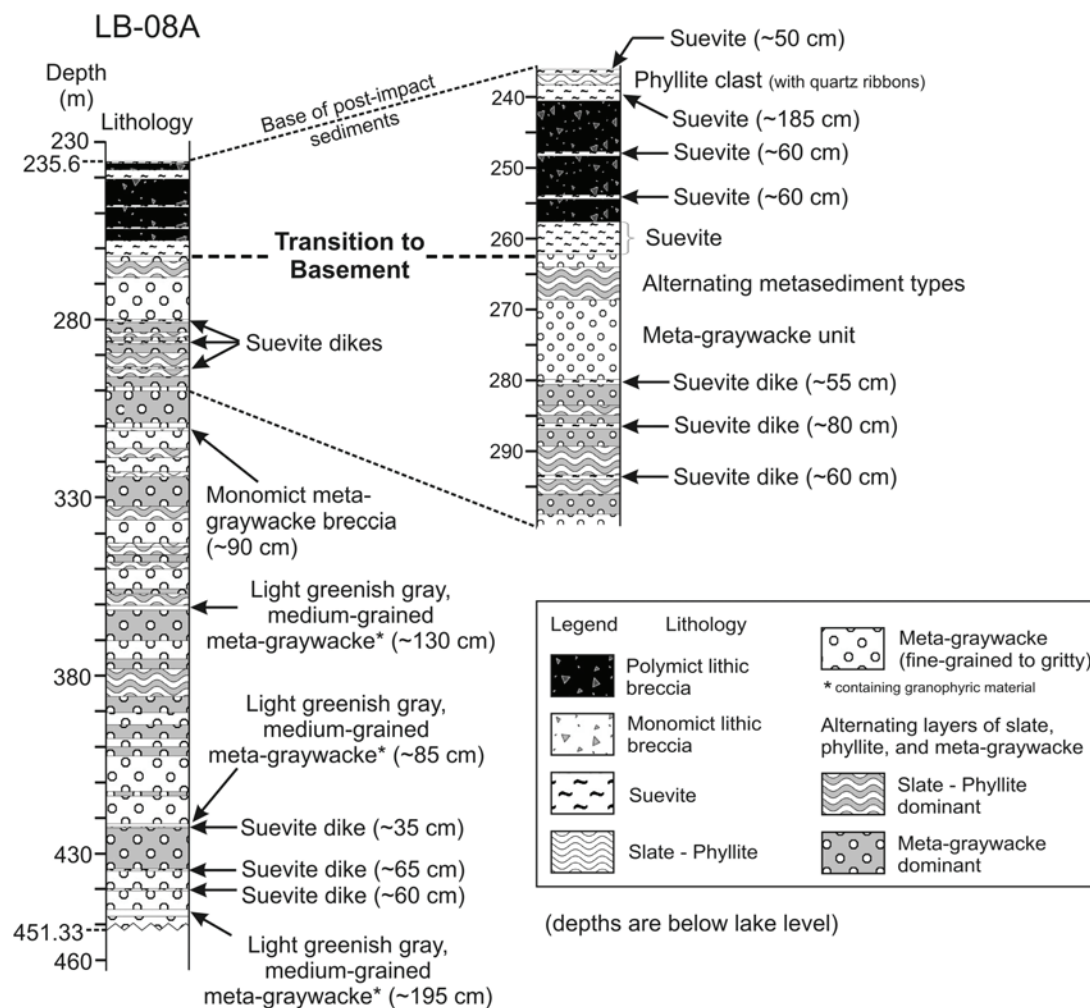 LB-08A
Depth
(m)
Lithology
230
235.6
280
330
380
430
451.33
460
Base of post-impact
sediments
Transition to
Basement
Suevite dikes
Monomict meta-
graywacke breccia
(~90 cm)
Light greenish gray,
medium-grained
meta-graywacke* (~130 cm)
Light greenish gray,
medium-grained
meta-graywacke* (~85 cm)
Suevite dike (~35 cm)
Suevite dike (~65 cm)
Suevite dike (~60 cm)
Light greenish gray,
medium-grained
meta-graywacke* (~195 cm)
240
250
260
270
280
290
Suevite (~50 cm)
Phyllite clast (with quartz ribbons)
Suevite (~185 cm)
Suevite (~60 cm)
Suevite (~60 cm)
Suevite
Alternating metasediment types
Meta-graywacke unit
Suevite dike (~55 cm)
Suevite dike (~80 cm)
Suevite dike (~60 cm)
Legend Lithology
Polymict lithic
breccia
Monomict lithic
breccia
Suevite
Slate - Phyllite
Meta-graywacke
(fine-grained to gritty)
* containing granophyric material
Alternating layers of slate,
phyllite, and meta-graywacke
Slate - Phyllite
dominant
Meta-graywacke
dominant
(depths are below lake level)